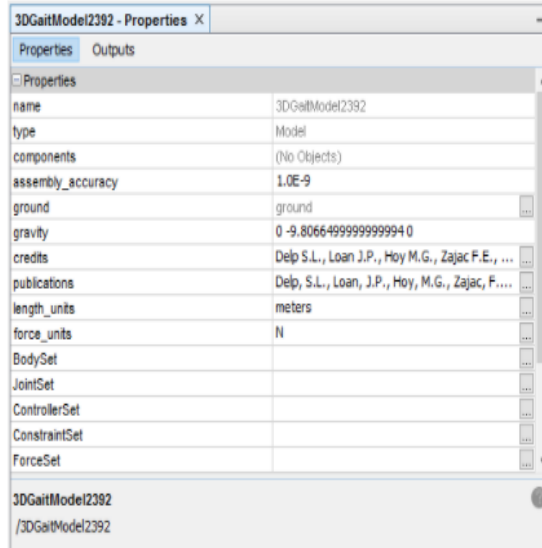 3DGaitModel2392 - Properties X
Properties Outputs
Properties
name 3DGaitModel2392
type Model
components (No Objects)
assembly_accuracy 1.0E-9
ground ground ...
gravity 0 -9.8066499999999994 0
credits Delp S.L., Loan J.P., Hoy M.G., Zajac F.E., ... ...
publications Delp, S.L., Loan, J.P., Hoy, M.G., Zajac, F.... ...
length_units meters ...
force_units N ...
BodySet ...
JointSet ...
ControllerSet ...
ConstraintSet ...
ForceSet ...
3DGaitModel2392
/3DGaitModel2392